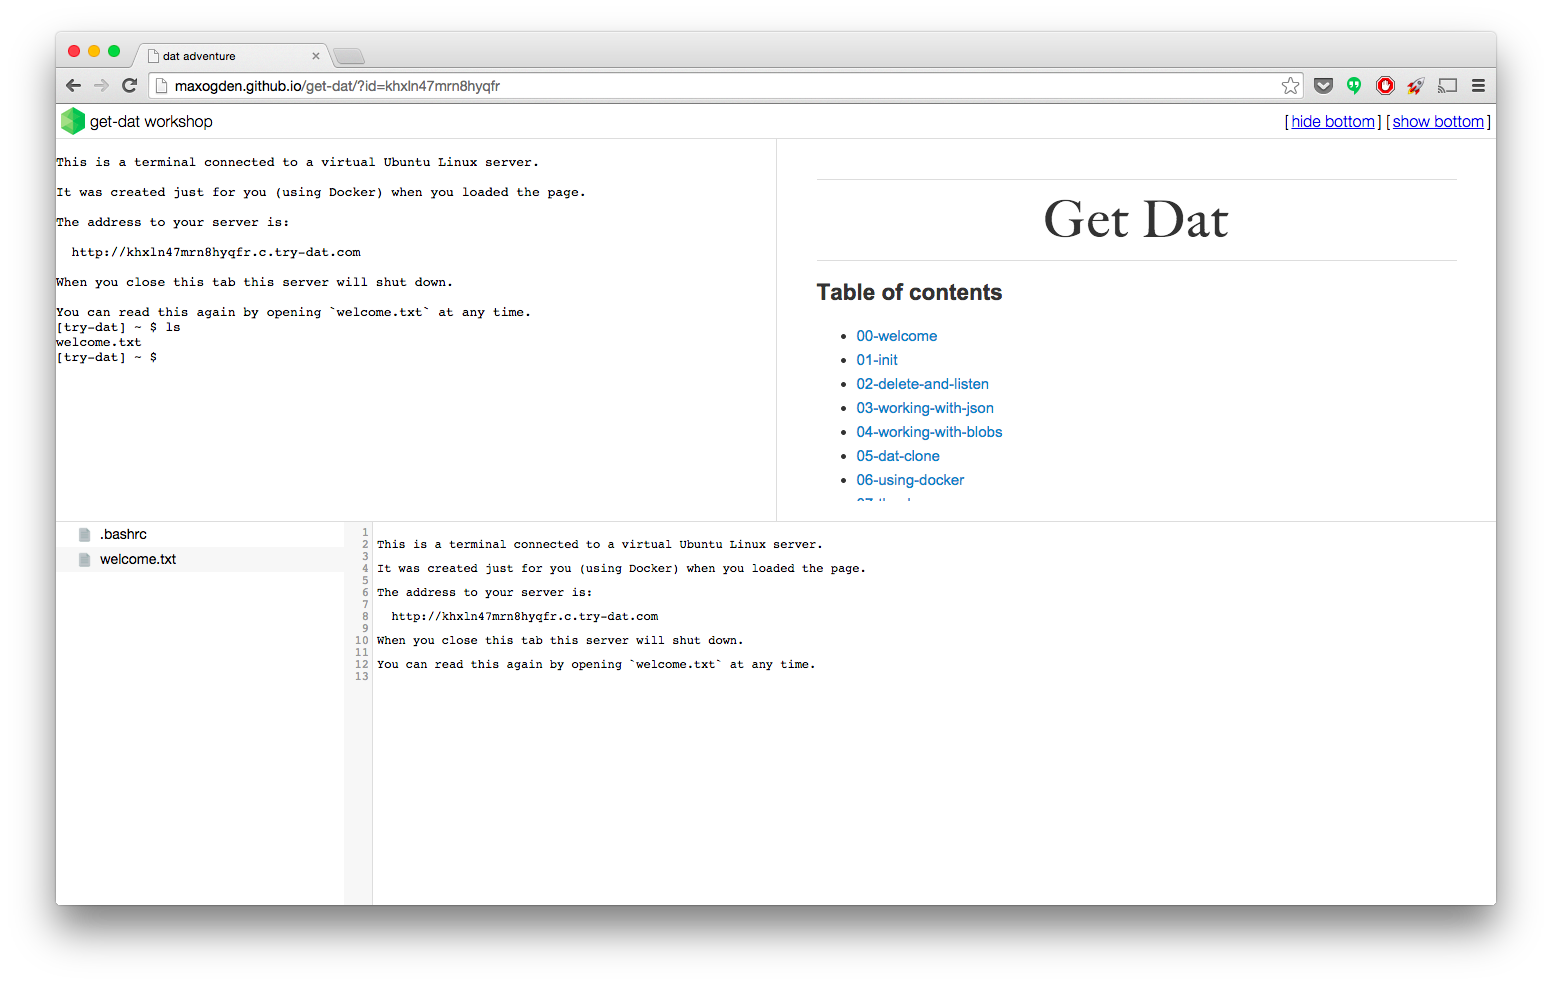 dat adventure
maxogden.github.io/get-dat/?id=khxln47mrn8hyqfr
get-dat workshop
[hide bottom] [show bottom]
This is a terminal connected to a virtual Ubuntu Linux server.
It was created just for you (using Docker) when you loaded the page.
The address to your server is:
http://khxln47mrn8hyqfr.c.try-dat.com
When you close this tab this server will shut down.
You can read this again by opening `welcome.txt` at any time.
[try-dat] ~ $ ls
welcome.txt
[try-dat] ~ $
Get Dat
Table of contents
00-welcome
01-init
02-delete-and-listen
03-working-with-json
04-working-with-blobs
05-dat-clone
06-using-docker
.bashrc
welcome.txt
1
2 This is a terminal connected to a virtual Ubuntu Linux server.
3
4 It was created just for you (using Docker) when you loaded the page.
5
6 The address to your server is:
7
8 http://khxln47mrn8hyqfr.c.try-dat.com
9
10 When you close this tab this server will shut down.
11
12 You can read this again by opening `welcome.txt` at any time.
13